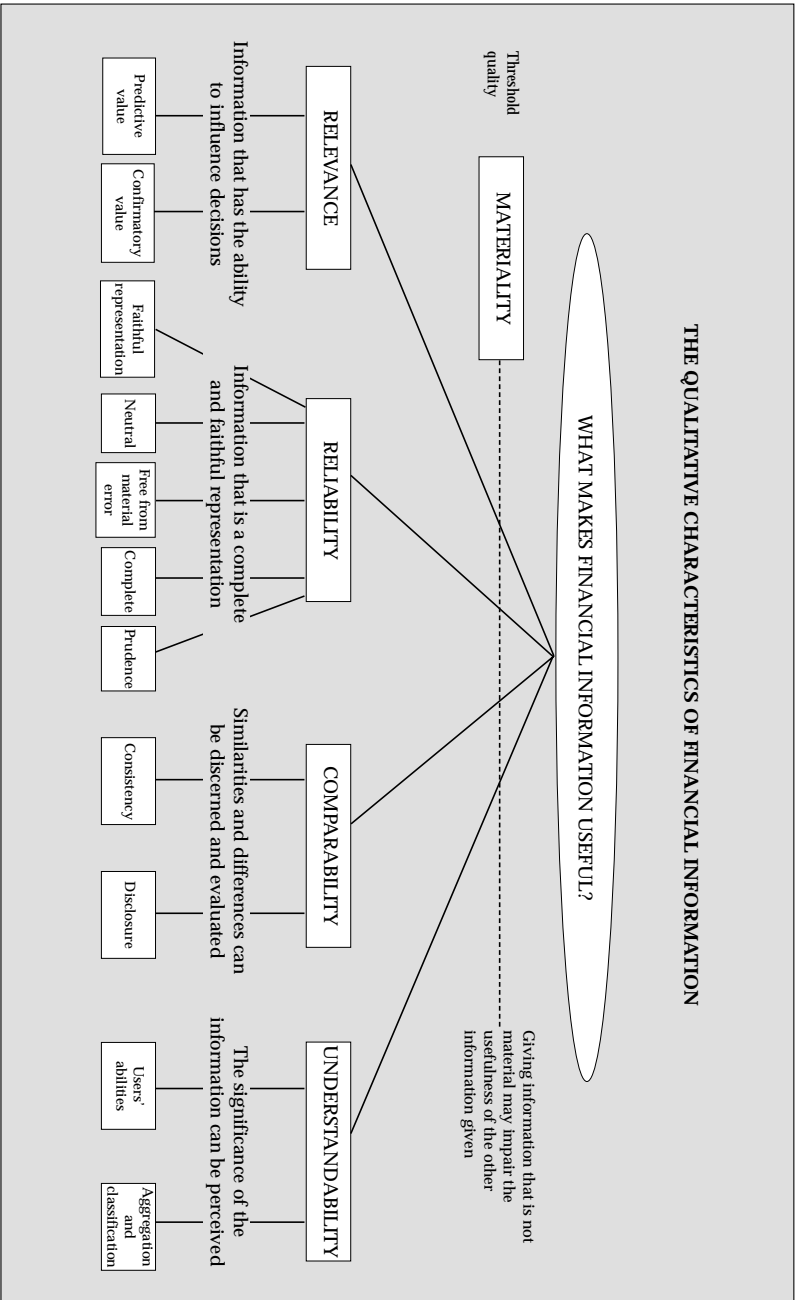 THE QUALITATIVE CHARACTERISTICS OF FINANCIAL INFORMATION
WHAT MAKES FINANCIAL INFORMATION USEFUL?
Threshold
quality
MATERIALITY
Giving information that is not
material may impair the
usefulness of the other
information given
RELEVANCE
RELIABILITY
COMPARABILITY
UNDERSTANDABILITY
Information that has the ability
to influence decisions
Information that is a complete
and faithful representation
Similarities and differences can
be discerned and evaluated
The significance of the
information can be perceived
Predictive
value
Confirmatory
value
Faithful
representation
Neutral
Free from
material
error
Complete
Prudence
Consistency
Disclosure
Users'
abilities
Aggregation
and
classification